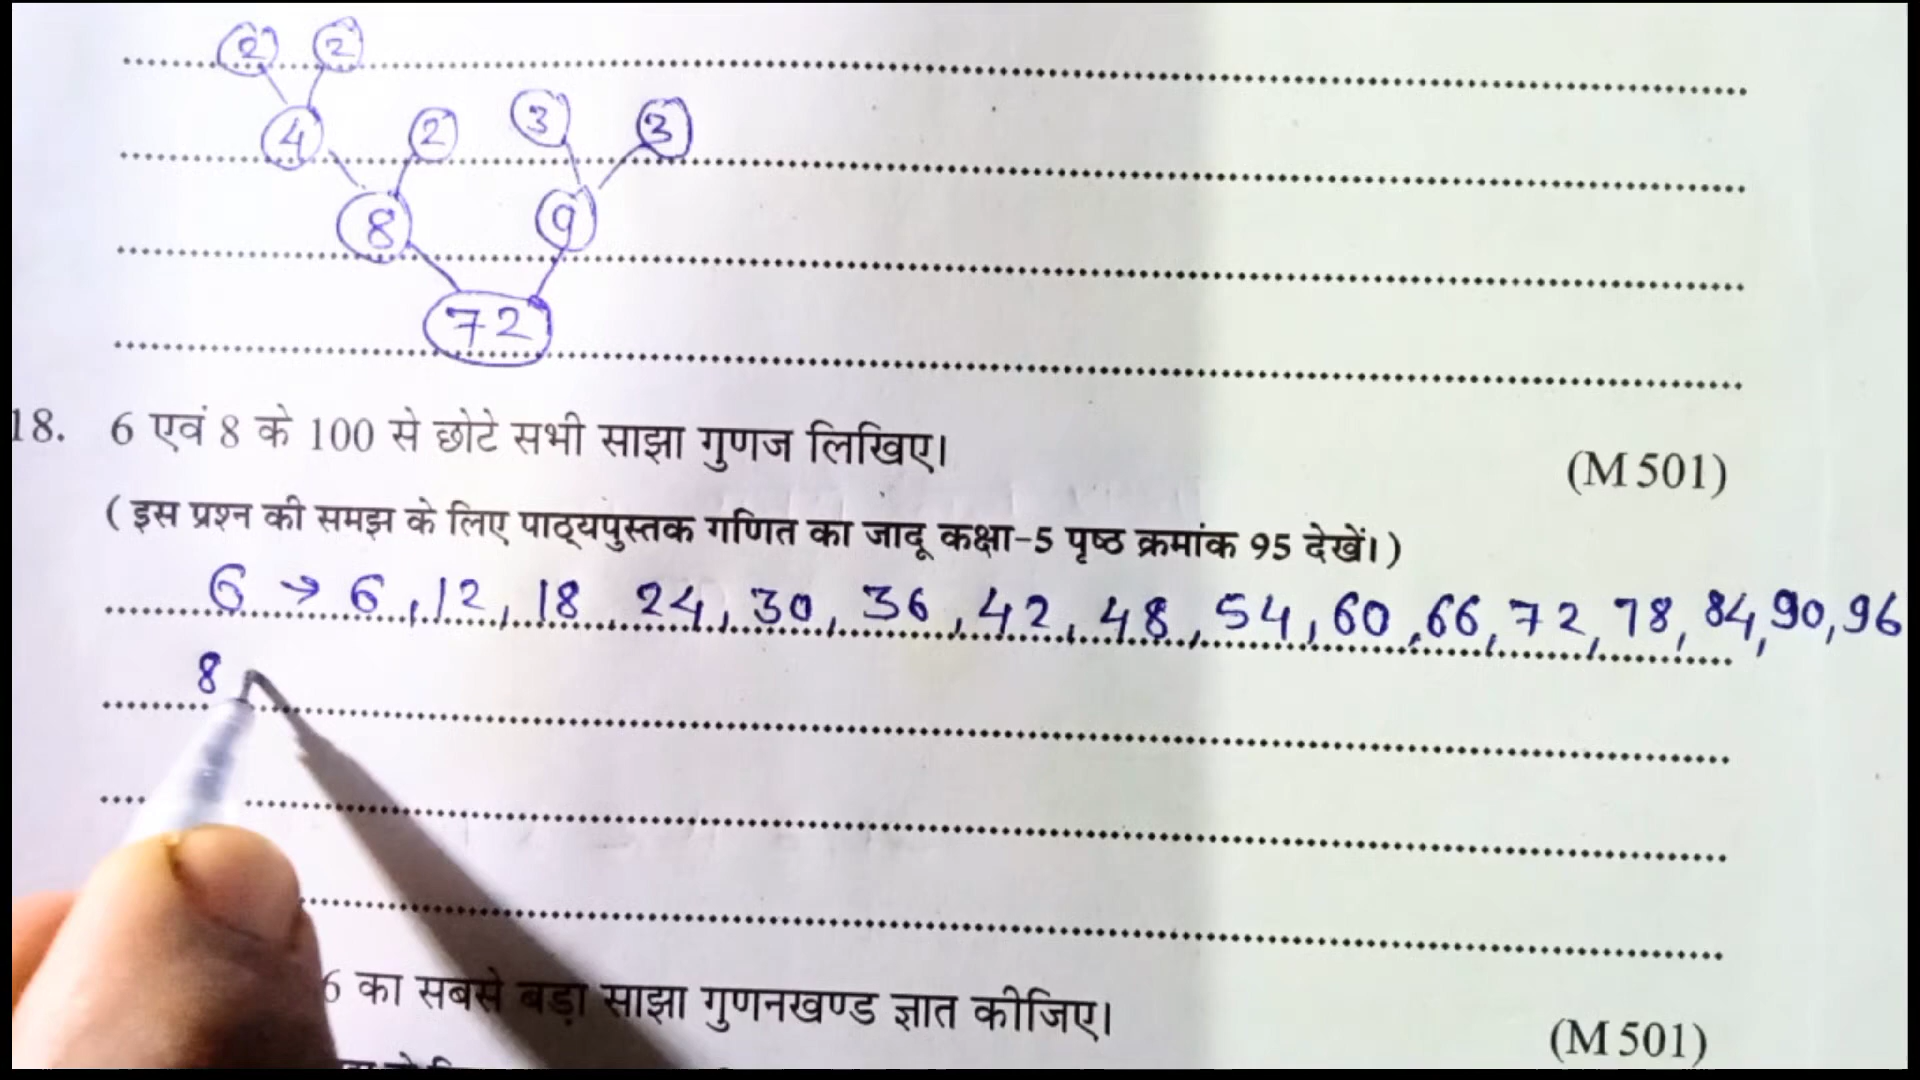 2 2
4 2 3 3
8 9
72
18. 6 एवं 8 के 100 से छोटे सभी साझा गुणज लिखिए।
(M 501)
( इस प्रश्न की समझ के लिए पाठ्यपुस्तक गणित का जादू कक्षा-5 पृष्ठ क्रमांक 95 देखें। )
6 → 6, 12, 18 24, 30, 36, 42, 48, 54, 60, 66, 72, 78, 84, 90, 96
8
6 का सबसे बड़ा साझा गुणनखण्ड ज्ञात कीजिए।
(M 501)